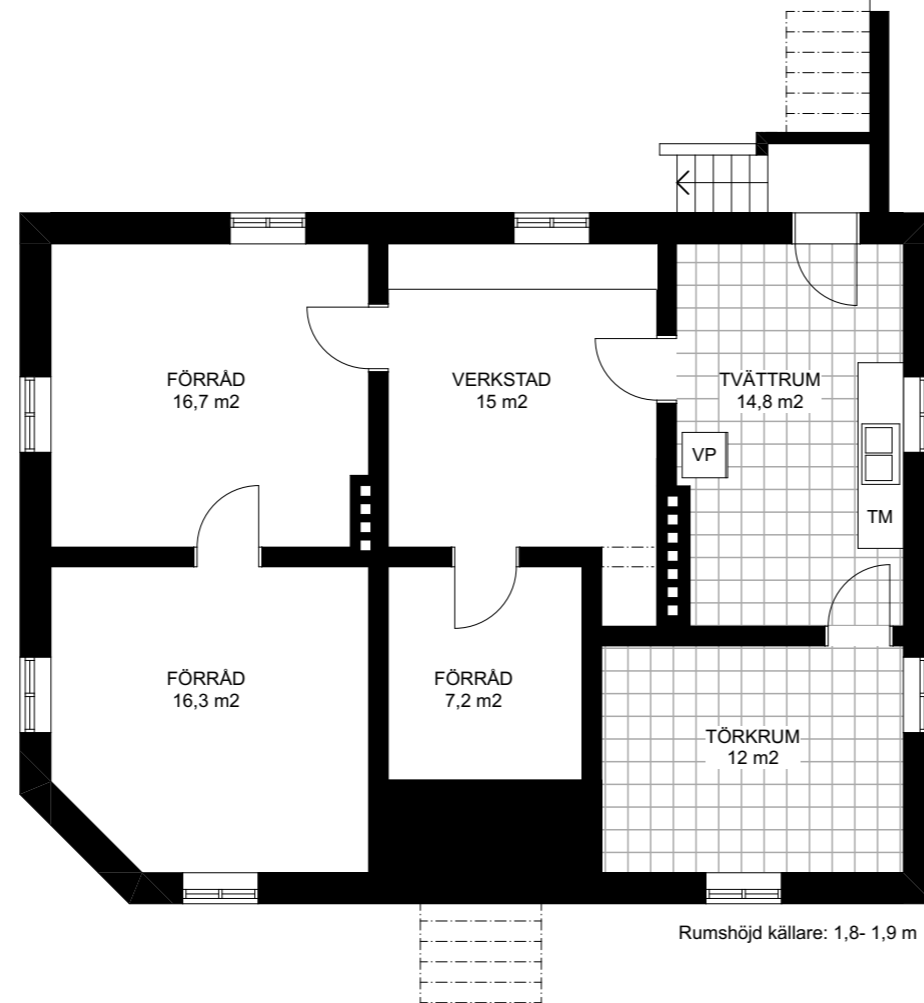 FÖRRÅD
16,7 m2
VERKSTAD
15 m2
TVÄTTRUM
14,8 m2
VP
TM
FÖRRÅD
16,3 m2
FÖRRÅD
7,2 m2
TÖRKRUM
12 m2
Rumshöjd källare: 1,8- 1,9 m